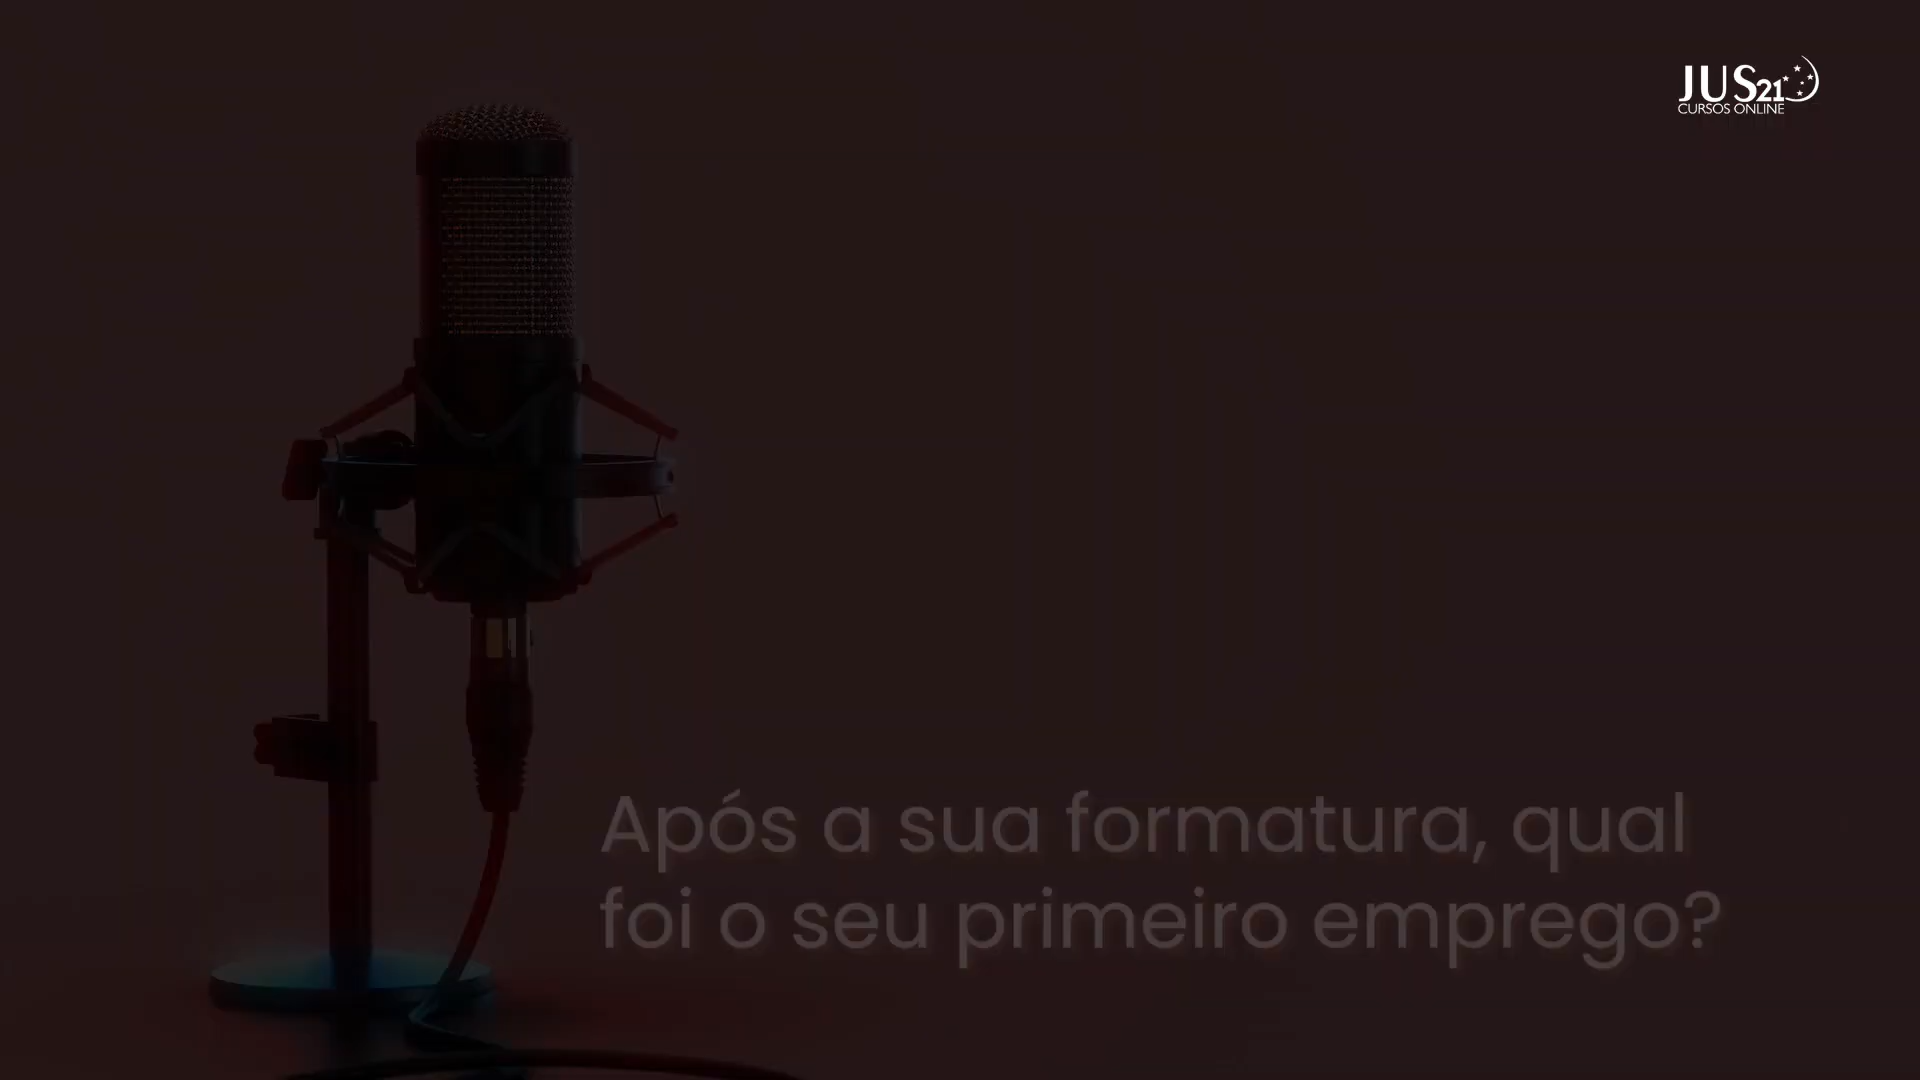 JUS21
CURSOS ONLINE
Após a sua formatura, qual
foi o seu primeiro emprego?